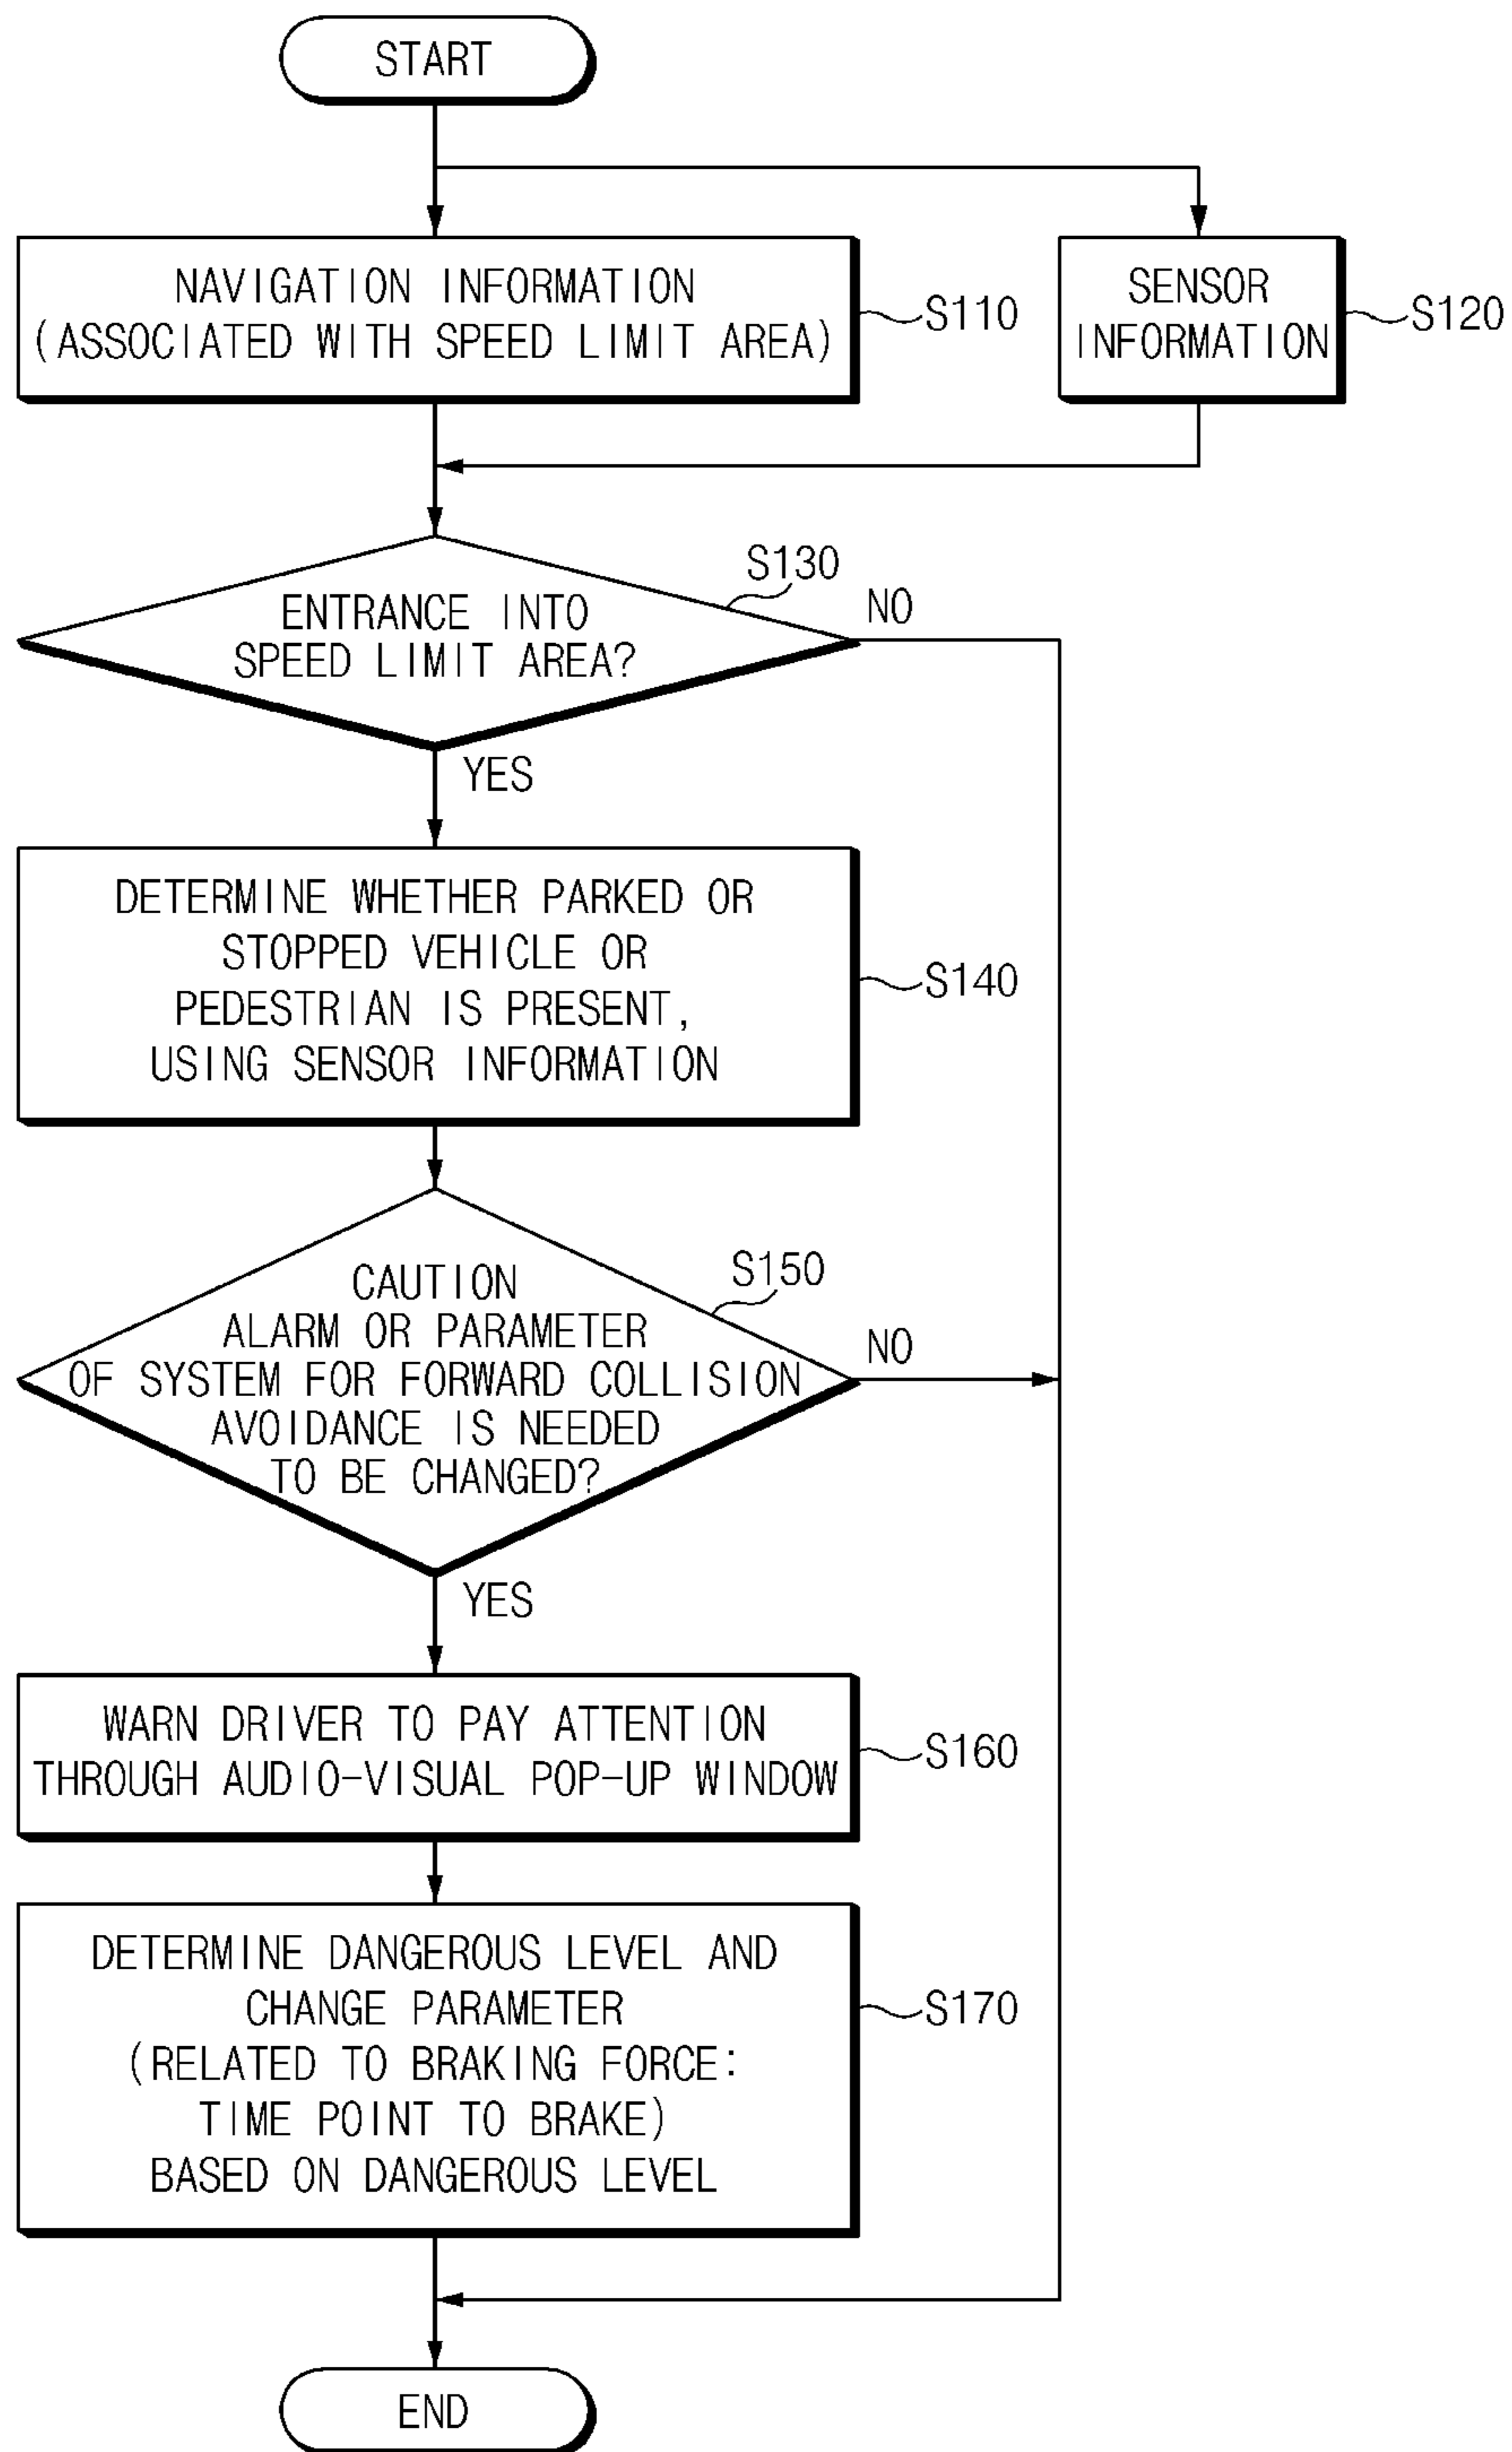 START
NAVIGATION INFORMATION
(ASSOCIATED WITH SPEED LIMIT AREA)
S110
SENSOR
INFORMATION
S120
S130
ENTRANCE INTO
SPEED LIMIT AREA?
NO
YES
DETERMINE WHETHER PARKED OR
STOPPED VEHICLE OR
PEDESTRIAN IS PRESENT,
USING SENSOR INFORMATION
S140
S150
CAUTION
ALARM OR PARAMETER
OF SYSTEM FOR FORWARD COLLISION
AVOIDANCE IS NEEDED
TO BE CHANGED?
NO
YES
WARN DRIVER TO PAY ATTENTION
THROUGH AUDIO-VISUAL POP-UP WINDOW
S160
DETERMINE DANGEROUS LEVEL AND
CHANGE PARAMETER
(RELATED TO BRAKING FORCE:
TIME POINT TO BRAKE)
BASED ON DANGEROUS LEVEL
S170
END